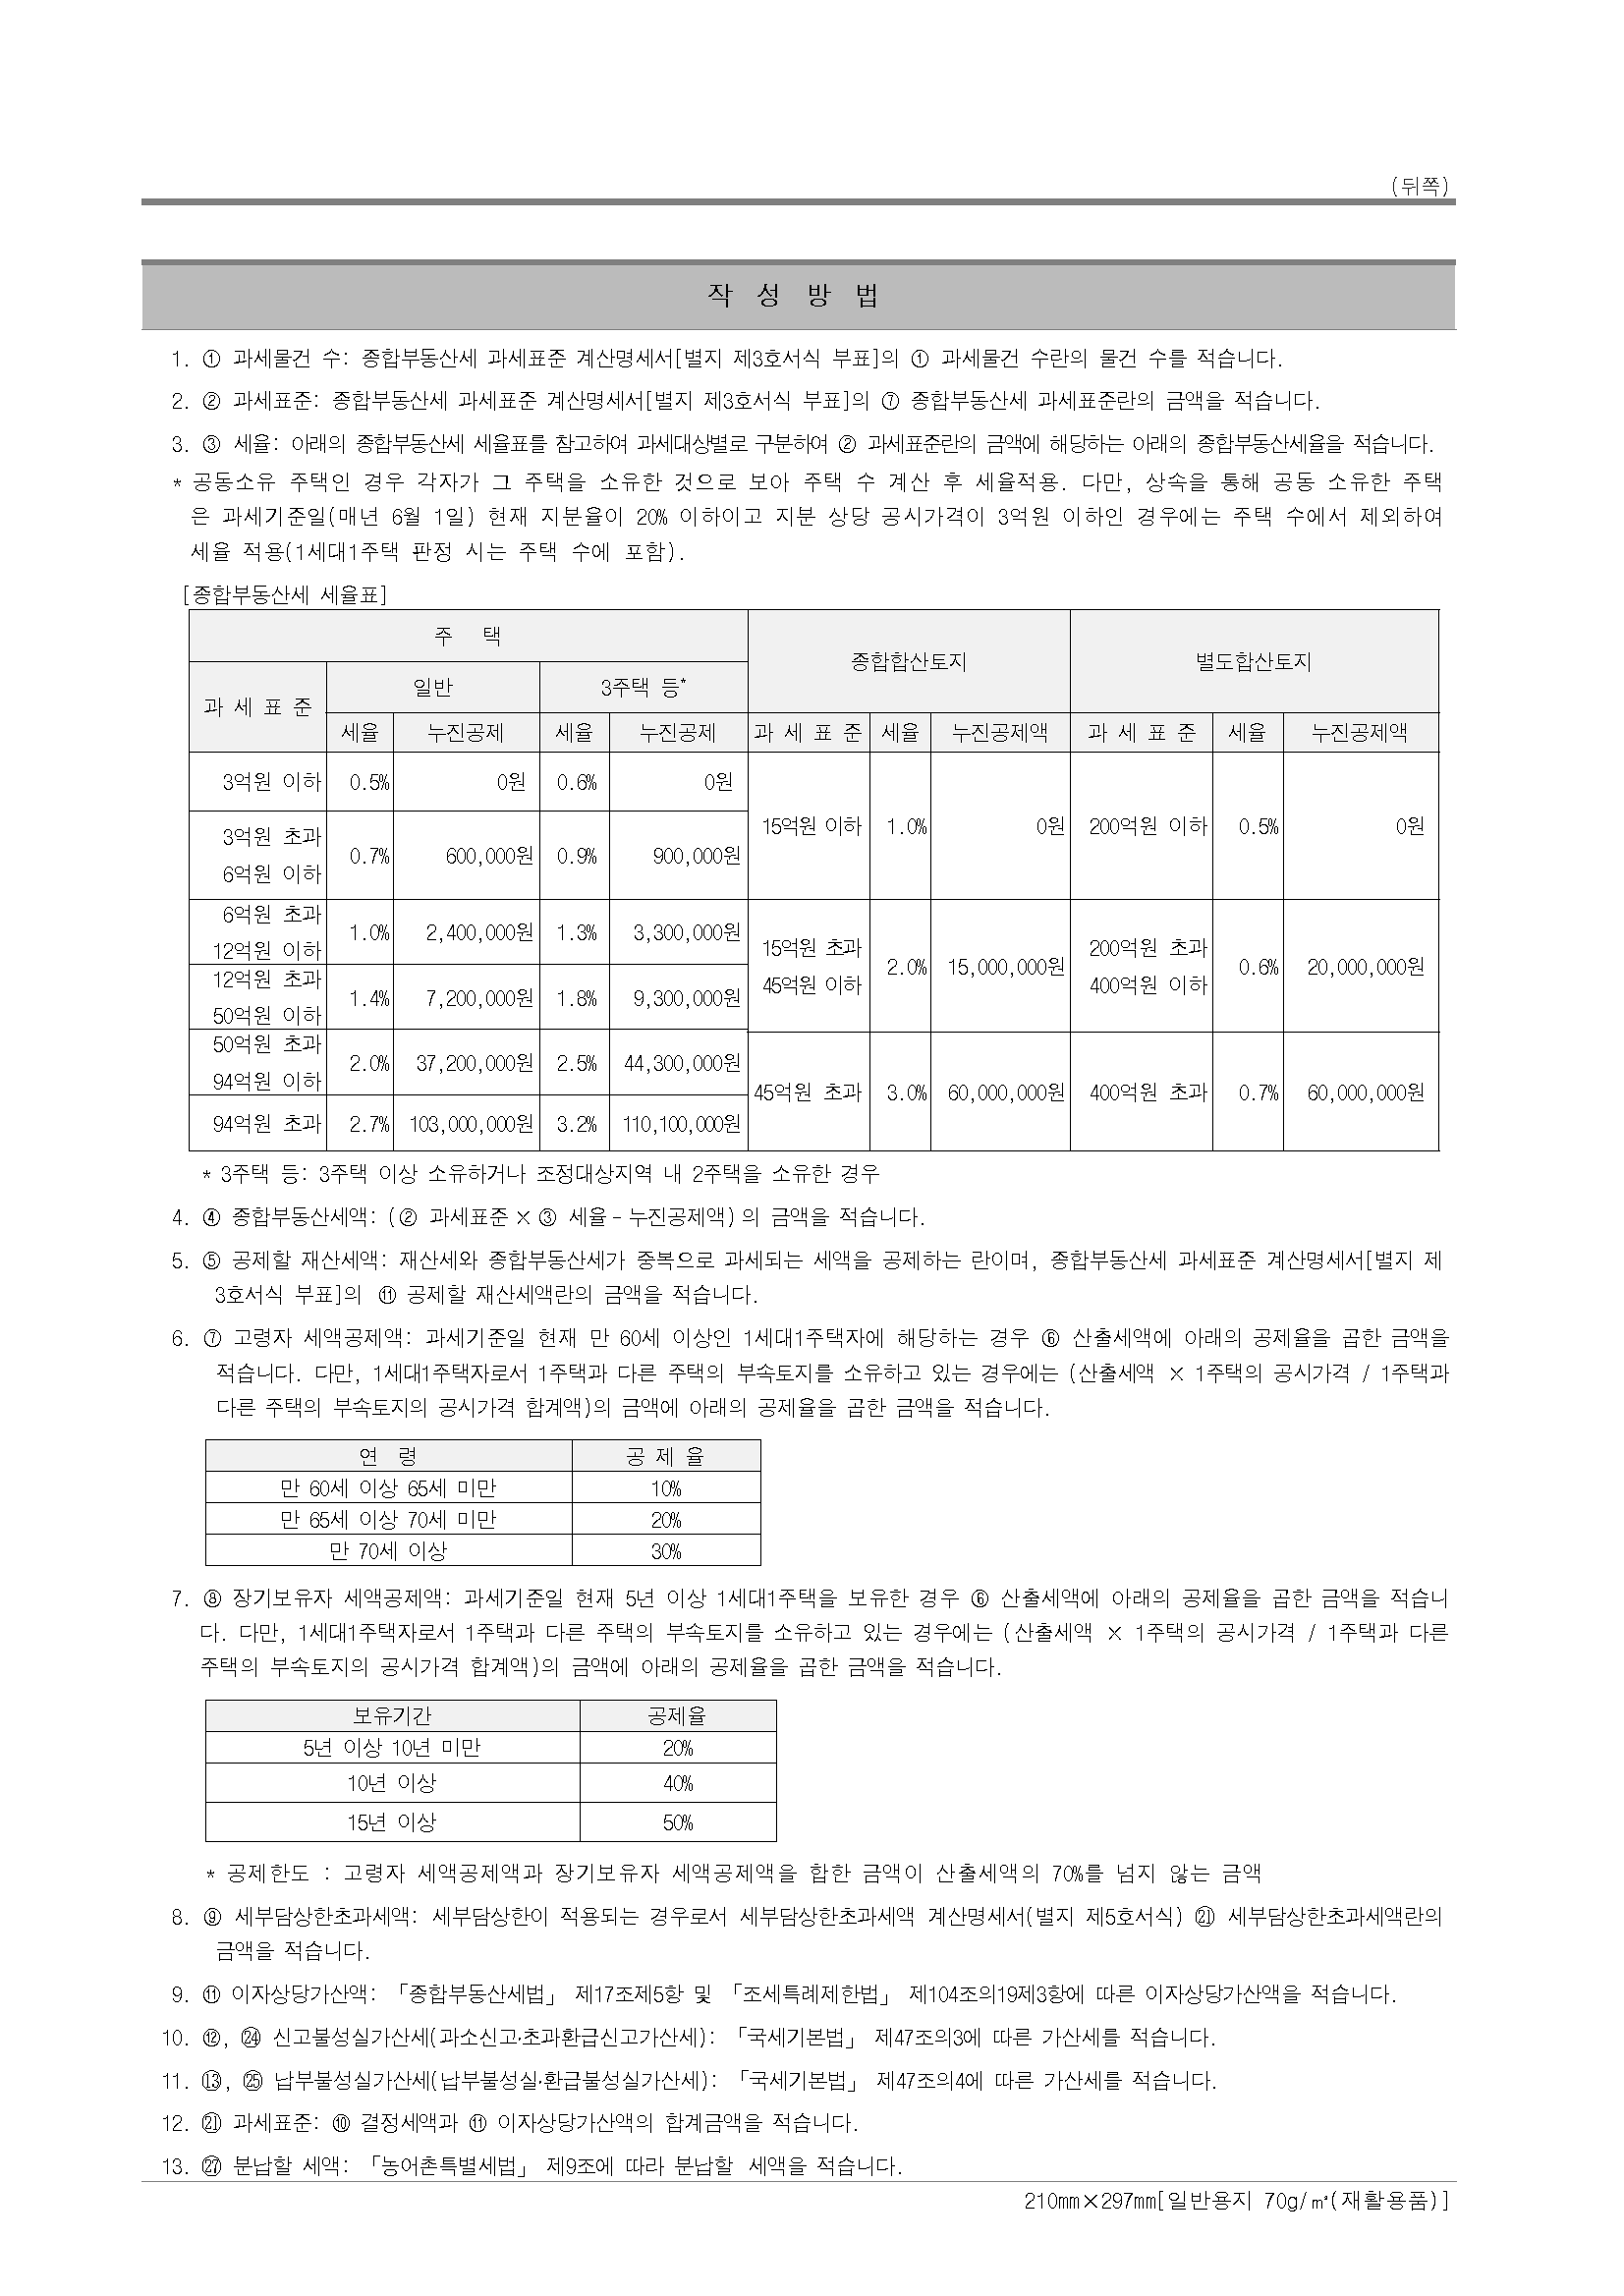 (뒤쪽)
작 성 방 법
1. ① 과세물건 수: 종합부동산세 과세표준 계산명세서[별지 제3호서식 부표]의 ① 과세물건 수란의 물건 수를 적습니다.
2. ② 과세표준: 종합부동산세 과세표준 계산명세서[별지 제3호서식 부표]의 ⑦ 종합부동산세 과세표준란의 금액을 적습니다.
3. ③ 세율: 아래의 종합부동산세 세율표를 참고하여 과세대상별로 구분하여 ② 과세표준란의 금액에 해당하는 아래의 종합부동산세율을 적습니다.
* 공동소유 주택인 경우 각자가 그 주택을 소유한 것으로 보아 주택 수 계산 후 세율적용. 다만, 상속을 통해 공동 소유한 주택
은 과세기준일(매년 6월 1일) 현재 지분율이 20% 이하이고 지분 상당 공시가격이 3억원 이하인 경우에는 주택 수에서 제외하여
세율 적용(1세대1주택 판정 시는 주택 수에 포함).
[종합부동산세 세율표]
주 택 종합합산토지 별도합산토지
과 세 표 준 일반 3주택 등*
세율 누진공제 세율 누진공제 과 세 표 준 세율 누진공제액 과 세 표 준 세율 누진공제액
3억원 이하 0.5% 0원 0.6% 0원
15억원 이하 1.0% 0원 200억원 이하 0.5% 0원
3억원 초과
6억원 이하 0.7% 600,000원 0.9% 900,000원
6억원 초과
12억원 이하 1.0% 2,400,000원 1.3% 3,300,000원
15억원 초과
45억원 이하 2.0% 15,000,000원 200억원 초과
400억원 이하 0.6% 20,000,000원
12억원 초과
50억원 이하 1.4% 7,200,000원 1.8% 9,300,000원
50억원 초과
94억원 이하 2.0% 37,200,000원 2.5% 44,300,000원
45억원 초과 3.0% 60,000,000원 400억원 초과 0.7% 60,000,000원
94억원 초과 2.7% 103,000,000원 3.2% 110,100,000원
* 3주택 등: 3주택 이상 소유하거나 조정대상지역 내 2주택을 소유한 경우
4. ④ 종합부동산세액: (② 과세표준 × ③ 세율 - 누진공제액)의 금액을 적습니다.
5. ⑤ 공제할 재산세액: 재산세와 종합부동산세가 중복으로 과세되는 세액을 공제하는 란이며, 종합부동산세 과세표준 계산명세서[별지 제
3호서식 부표]의 ⑪ 공제할 재산세액란의 금액을 적습니다.
6. ⑦ 고령자 세액공제액: 과세기준일 현재 만 60세 이상인 1세대1주택자에 해당하는 경우 ⑥ 산출세액에 아래의 공제율을 곱한 금액을
적습니다. 다만, 1세대1주택자로서 1주택과 다른 주택의 부속토지를 소유하고 있는 경우에는 (산출세액 × 1주택의 공시가격 / 1주택과
다른 주택의 부속토지의 공시가격 합계액)의 금액에 아래의 공제율을 곱한 금액을 적습니다.
연 령 공 제 율
만 60세 이상 65세 미만 10%
만 65세 이상 70세 미만 20%
만 70세 이상 30%
7. ⑧ 장기보유자 세액공제액: 과세기준일 현재 5년 이상 1세대1주택을 보유한 경우 ⑥ 산출세액에 아래의 공제율을 곱한 금액을 적습니
다. 다만, 1세대1주택자로서 1주택과 다른 주택의 부속토지를 소유하고 있는 경우에는 (산출세액 × 1주택의 공시가격 / 1주택과 다른
주택의 부속토지의 공시가격 합계액)의 금액에 아래의 공제율을 곱한 금액을 적습니다.
보유기간 공제율
5년 이상 10년 미만 20%
10년 이상 40%
15년 이상 50%
* 공제한도 : 고령자 세액공제액과 장기보유자 세액공제액을 합한 금액이 산출세액의 70%를 넘지 않는 금액
8. ⑨ 세부담상한초과세액: 세부담상한이 적용되는 경우로서 세부담상한초과세액 계산명세서(별지 제5호서식) ㉑ 세부담상한초과세액란의
금액을 적습니다.
9. ⑪ 이자상당가산액: 「종합부동산세법」 제17조제5항 및 「조세특례제한법」 제104조의19제3항에 따른 이자상당가산액을 적습니다.
10. ⑫, ㉔ 신고불성실가산세(과소신고·초과환급신고가산세): 「국세기본법」 제47조의3에 따른 가산세를 적습니다.
11. ⑬, ㉕ 납부불성실가산세(납부불성실·환급불성실가산세): 「국세기본법」 제47조의4에 따른 가산세를 적습니다.
12. ㉑ 과세표준: ⑩ 결정세액과 ⑪ 이자상당가산액의 합계금액을 적습니다.
13. ㉗ 분납할 세액: 「농어촌특별세법」 제9조에 따라 분납할 세액을 적습니다.
210mm×297mm[일반용지 70g/㎡(재활용품)]